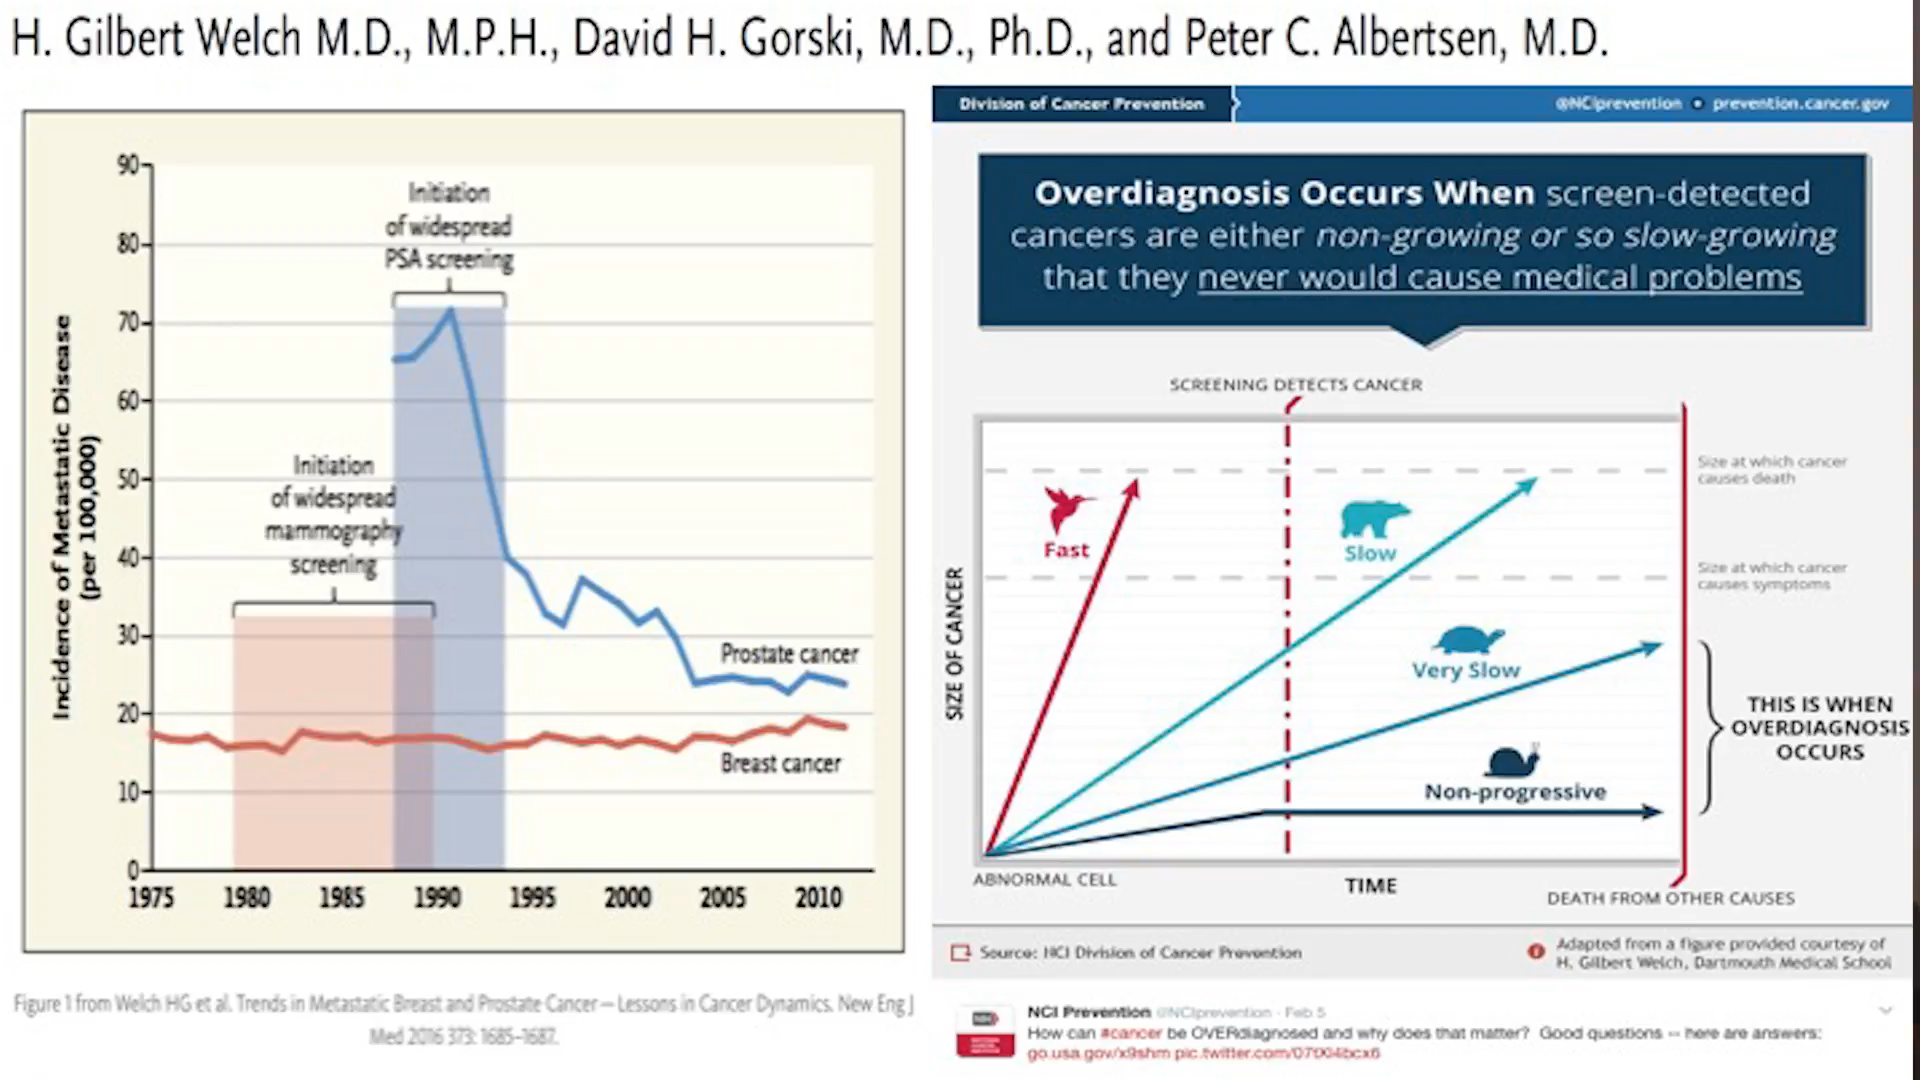 H. Gilbert Welch M.D., M.P.H., David H. Gorski, M.D., Ph.D., and Peter C. Albertsen, M.D.
90
80
70
60
50
40
30
20
10
0
Incidence of Metastatic Disease
(per 100,000)
Initiation
of widespread
PSA screening
Initiation
of widespread
mammography
screening
Prostate cancer
Breast cancer
1975 1980 1985 1990 1995 2000 2005 2010
Figure 1 from Welch HG et al. Trends in Metastatic Breast and Prostate Cancer — Lessons in Cancer Dynamics. New Eng J
Med 2016 373: 1685-1687.
Division of Cancer Prevention
@NCIprevention • prevention.cancer.gov
Overdiagnosis Occurs When screen-detected
cancers are either non-growing or so slow-growing
that they never would cause medical problems
SCREENING DETECTS CANCER
Size at which cancer
causes death
Fast
Slow
Size at which cancer
causes symptoms
SIZE OF CANCER
Very Slow
Non-progressive
THIS IS WHEN
OVERDIAGNOSIS
OCCURS
ABNORMAL CELL
TIME
DEATH FROM OTHER CAUSES
Source: NCI Division of Cancer Prevention
Adapted from a figure provided courtesy of
H. Gilbert Welch, Dartmouth Medical School
NCI Prevention @NCIprevention · Feb 5
How can #cancer be OVERdiagnosed and why does that matter? Good questions -- here are answers:
go.usa.gov/x9shm